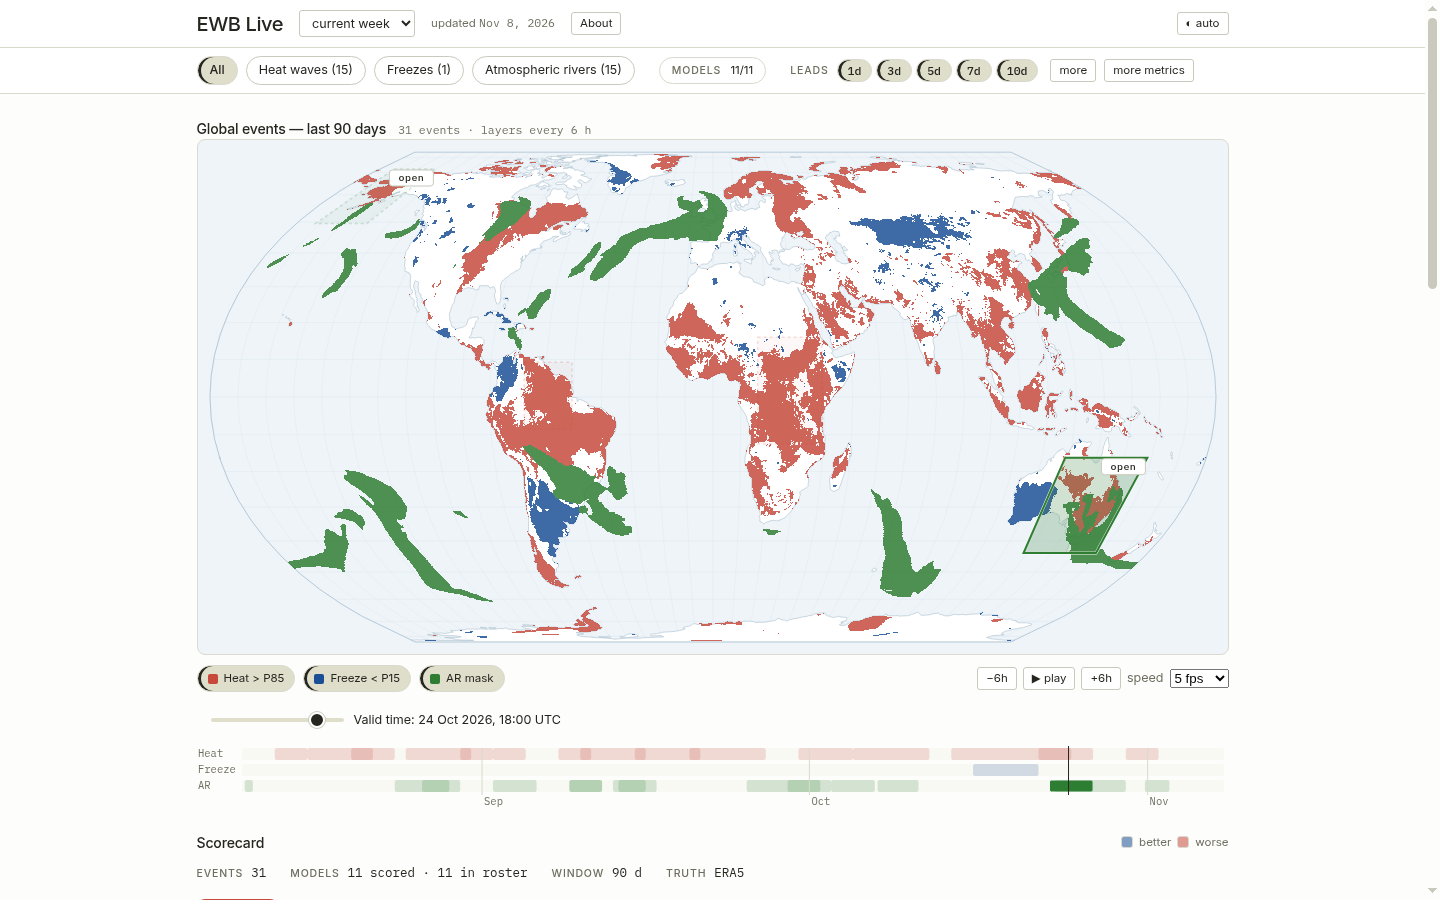 EWB Live current week updated Nov 8, 2026 About auto
All Heat waves (15) Freezes (1) Atmospheric rivers (15) MODELS 11/11 LEADS 1d 3d 5d 7d 10d more more metrics
Global events — last 90 days 31 events · layers every 6 h
open
open
Heat > P85 Freeze < P15 AR mask −6h ▶ play +6h speed 5 fps
Valid time: 24 Oct 2026, 18:00 UTC
Heat
Freeze
AR
Sep Oct Nov
Scorecard better worse
EVENTS 31 MODELS 11 scored · 11 in roster WINDOW 90 d TRUTH ERA5